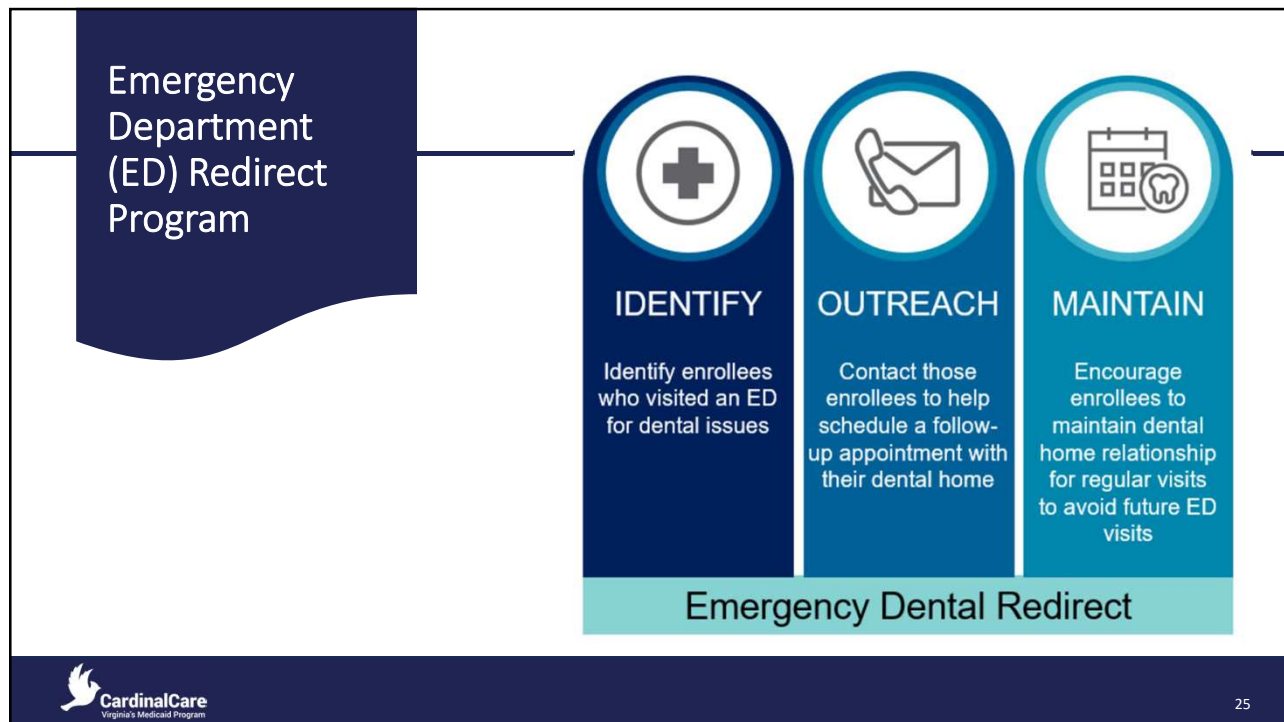 Emergency
Department
(ED) Redirect
Program
IDENTIFY
Identify enrollees
who visited an ED
for dental issues
OUTREACH
Contact those
enrollees to help
schedule a follow-
up appointment with
their dental home
MAINTAIN
Encourage
enrollees to
maintain dental
home relationship
for regular visits
to avoid future ED
visits
Emergency Dental Redirect
CardinalCare
Virginia's Medicaid Program
25